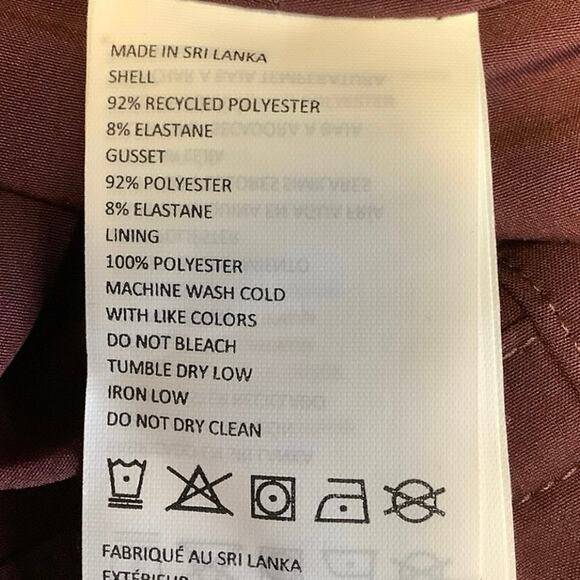 MADE IN SRI LANKA
SHELL
92% RECYCLED POLYESTER
8% ELASTANE
GUSSET
92% POLYESTER
8% ELASTANE
LINING
100% POLYESTER
MACHINE WASH COLD
WITH LIKE COLORS
DO NOT BLEACH
TUMBLE DRY LOW
IRON LOW
DO NOT DRY CLEAN
FABRIQUÉ AU SRI LANKA
EXTÉRIEUR